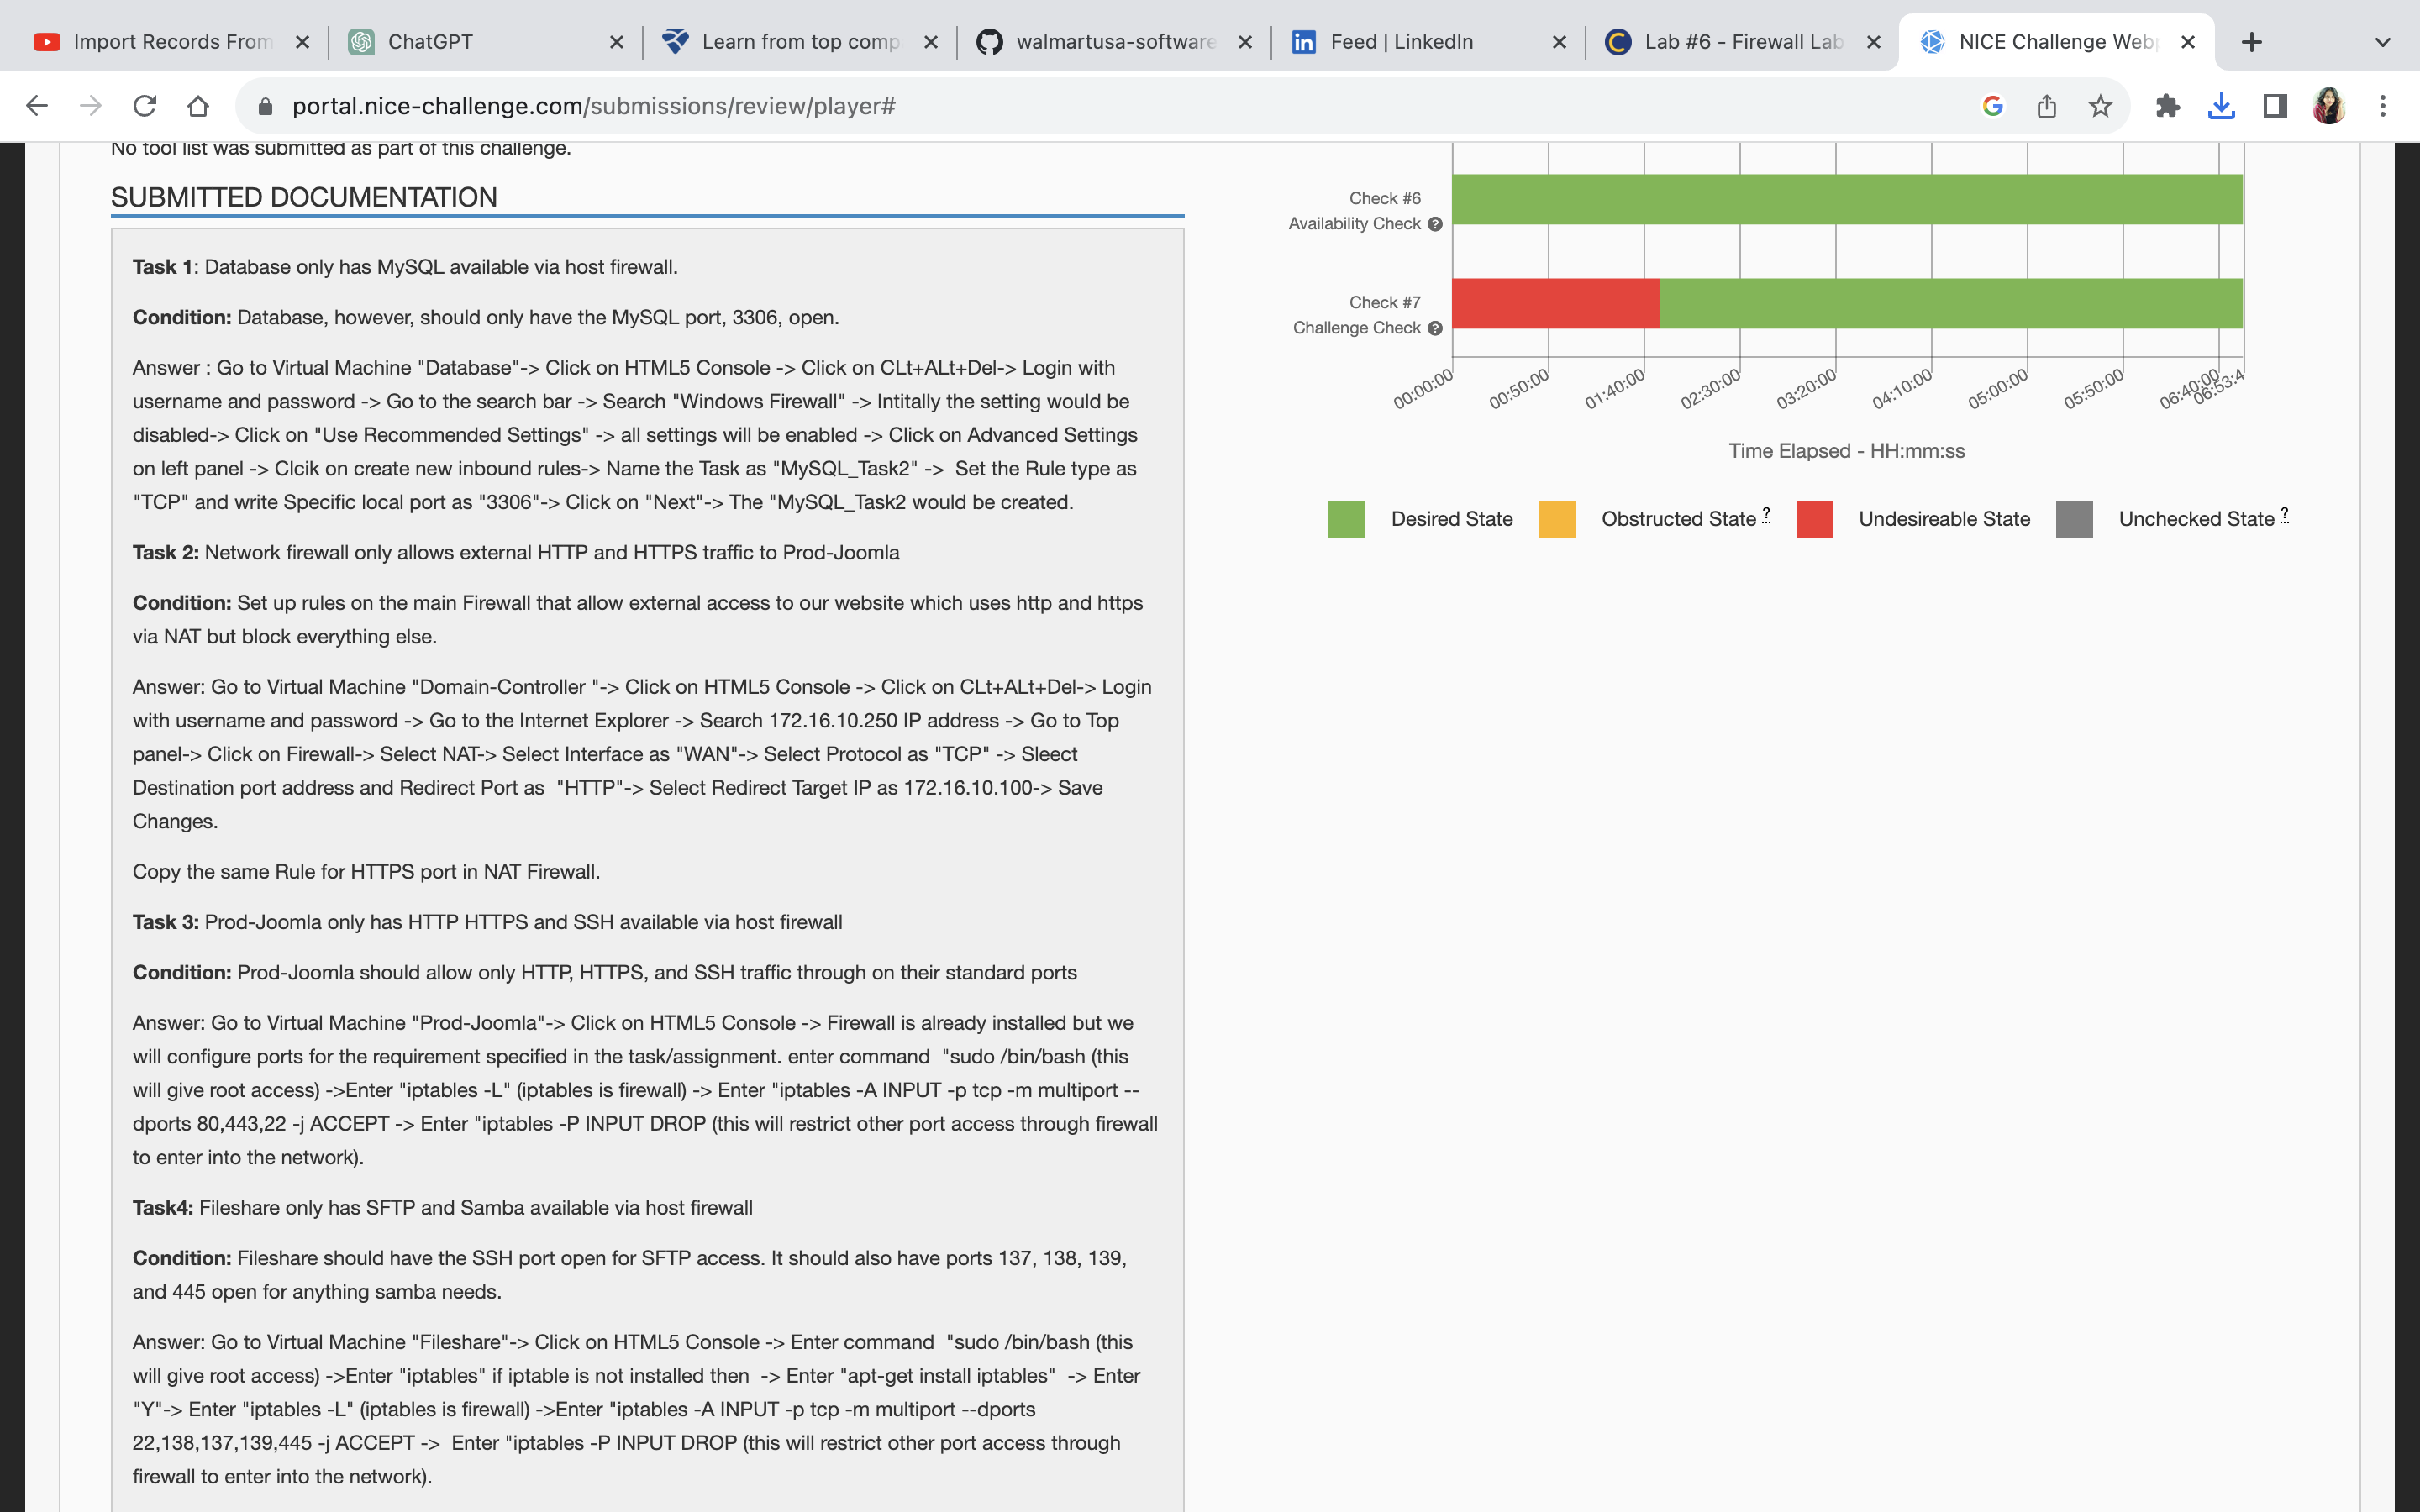 Import Records From
ChatGPT
Learn from top comp
walmartusa-software
Feed | LinkedIn
Lab #6 - Firewall Lab
NICE Challenge Webp
portal.nice-challenge.com/submissions/review/player#
No tool list was submitted as part of this challenge.
SUBMITTED DOCUMENTATION
Task 1: Database only has MySQL available via host firewall.
Condition: Database, however, should only have the MySQL port, 3306, open.
Answer : Go to Virtual Machine "Database"-> Click on HTML5 Console -> Click on CLt+ALt+Del-> Login with
username and password -> Go to the search bar -> Search "Windows Firewall" -> Intitally the setting would be
disabled-> Click on "Use Recommended Settings" -> all settings will be enabled -> Click on Advanced Settings
on left panel -> Clcik on create new inbound rules-> Name the Task as "MySQL_Task2" ->  Set the Rule type as
"TCP" and write Specific local port as "3306"-> Click on "Next"-> The "MySQL_Task2 would be created.
Task 2: Network firewall only allows external HTTP and HTTPS traffic to Prod-Joomla
Condition: Set up rules on the main Firewall that allow external access to our website which uses http and https
via NAT but block everything else.
Answer: Go to Virtual Machine "Domain-Controller "-> Click on HTML5 Console -> Click on CLt+ALt+Del-> Login
with username and password -> Go to the Internet Explorer -> Search 172.16.10.250 IP address -> Go to Top
panel-> Click on Firewall-> Select NAT-> Select Interface as "WAN"-> Select Protocol as "TCP" -> Sleect
Destination port address and Redirect Port as  "HTTP"-> Select Redirect Target IP as 172.16.10.100-> Save
Changes.
Copy the same Rule for HTTPS port in NAT Firewall.
Task 3: Prod-Joomla only has HTTP HTTPS and SSH available via host firewall
Condition: Prod-Joomla should allow only HTTP, HTTPS, and SSH traffic through on their standard ports
Answer: Go to Virtual Machine "Prod-Joomla"-> Click on HTML5 Console -> Firewall is already installed but we
will configure ports for the requirement specified in the task/assignment. enter command  "sudo /bin/bash (this
will give root access) ->Enter "iptables -L" (iptables is firewall) -> Enter "iptables -A INPUT -p tcp -m multiport --
dports 80,443,22 -j ACCEPT -> Enter "iptables -P INPUT DROP (this will restrict other port access through firewall
to enter into the network).
Task4: Fileshare only has SFTP and Samba available via host firewall
Condition: Fileshare should have the SSH port open for SFTP access. It should also have ports 137, 138, 139,
and 445 open for anything samba needs.
Answer: Go to Virtual Machine "Fileshare"-> Click on HTML5 Console -> Enter command  "sudo /bin/bash (this
will give root access) ->Enter "iptables" if iptable is not installed then  -> Enter "apt-get install iptables"  -> Enter
"Y"-> Enter "iptables -L" (iptables is firewall) ->Enter "iptables -A INPUT -p tcp -m multiport --dports
22,138,137,139,445 -j ACCEPT ->  Enter "iptables -P INPUT DROP (this will restrict other port access through
firewall to enter into the network).
Check #6
Availability Check ?
Check #7
Challenge Check ?
00:00:00
00:50:00
01:40:00
02:30:00
03:20:00
04:10:00
05:00:00
05:50:00
06:40:00
06:53:4
Time Elapsed - HH:mm:ss
Desired State
Obstructed State ?
Undesireable State
Unchecked State ?